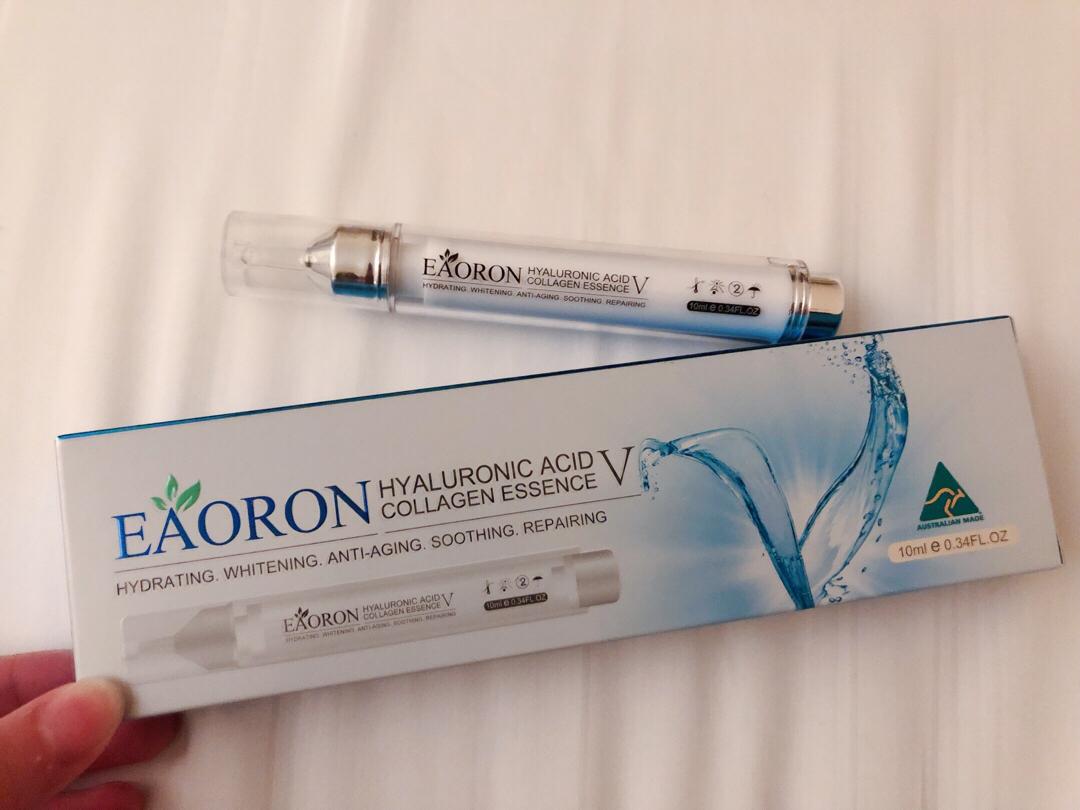 EAORON HYALURONIC ACID
COLLAGEN ESSENCE V
HYDRATING. WHITENING. ANTI-AGING. SOOTHING. REPAIRING
2
10ml e 0.34FL.OZ
EAORON HYALURONIC ACID
COLLAGEN ESSENCE V
HYDRATING. WHITENING. ANTI-AGING. SOOTHING. REPAIRING
AUSTRALIAN MADE
10ml e 0.34FL.OZ
EAORON HYALURONIC ACID
COLLAGEN ESSENCE V
HYDRATING. WHITENING. ANTI-AGING. SOOTHING. REPAIRING
2
10ml e 0.34FL.OZ